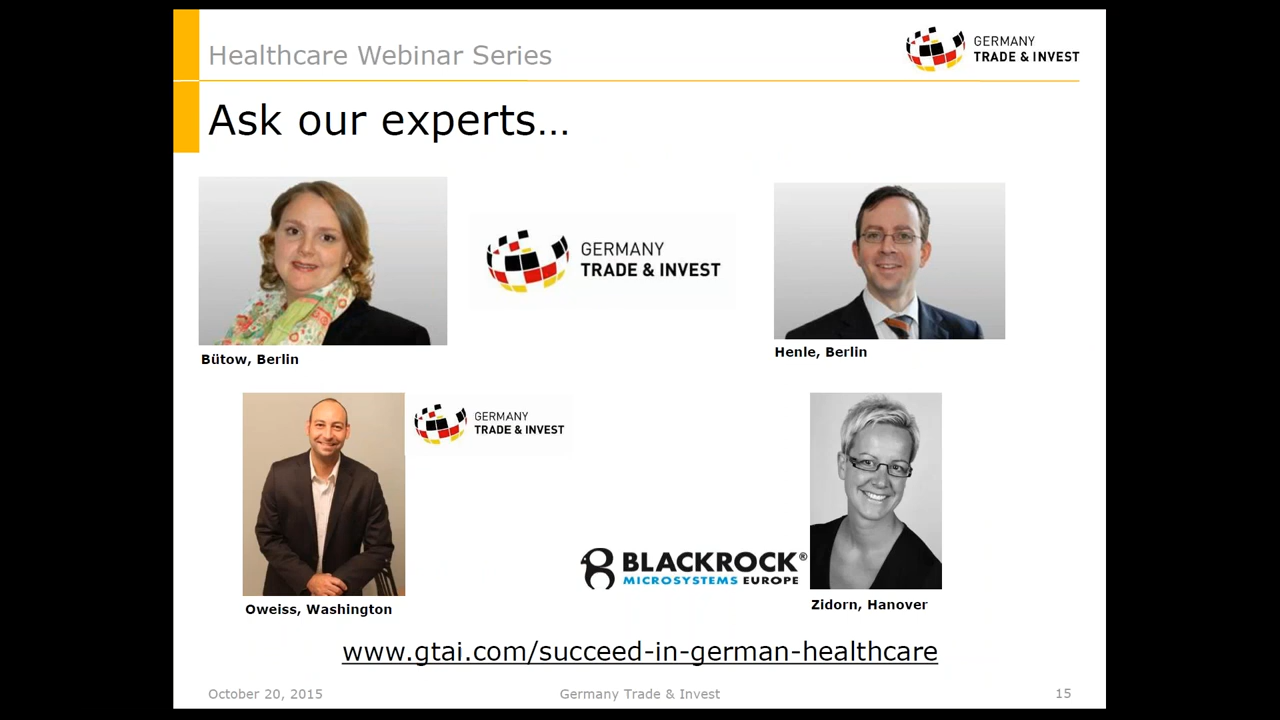 Healthcare Webinar Series
GERMANY
TRADE & INVEST
Ask our experts…
GERMANY
TRADE & INVEST
Bütow, Berlin
Henle, Berlin
GERMANY
TRADE & INVEST
BLACKROCK®
MICROSYSTEMS EUROPE
Oweiss, Washington
Zidorn, Hanover
www.gtai.com/succeed-in-german-healthcare
October 20, 2015
Germany Trade & Invest
15